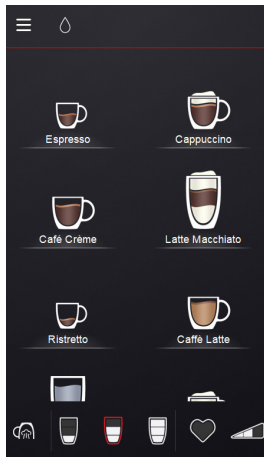 Espresso
Cappuccino
Café Crème
Latte Macchiato
Ristretto
Caffè Latte